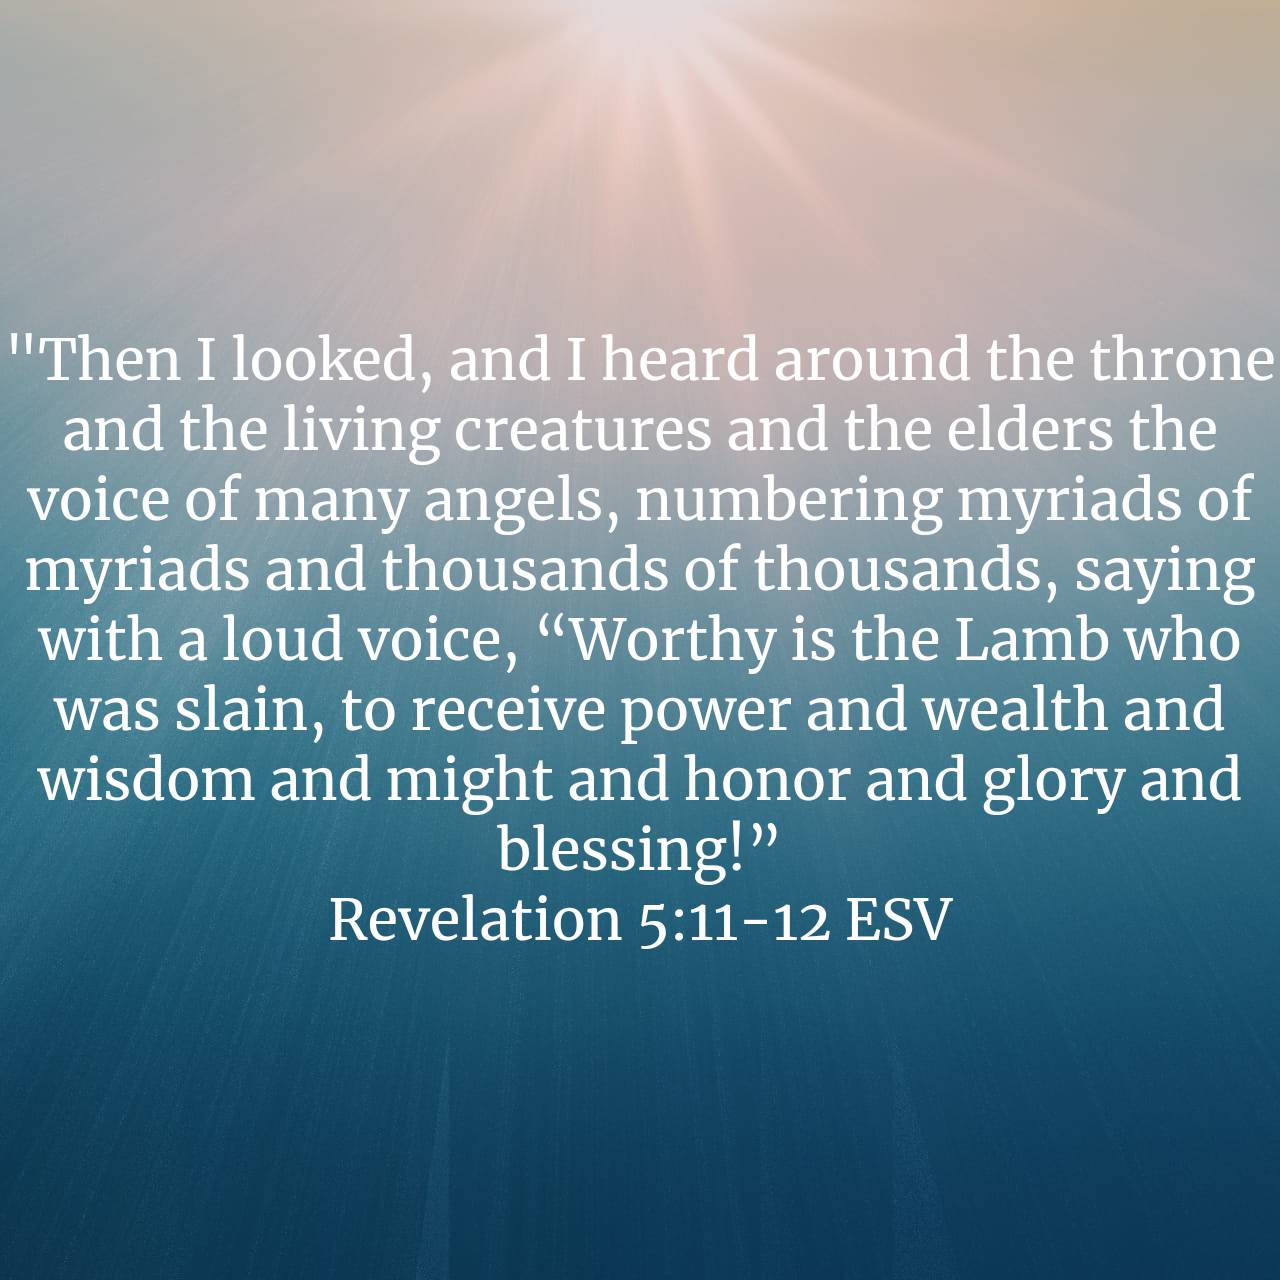 "Then I looked, and I heard around the throne
and the living creatures and the elders the
voice of many angels, numbering myriads of
myriads and thousands of thousands, saying
with a loud voice, “Worthy is the Lamb who
was slain, to receive power and wealth and
wisdom and might and honor and glory and
blessing!”
Revelation 5:11-12 ESV